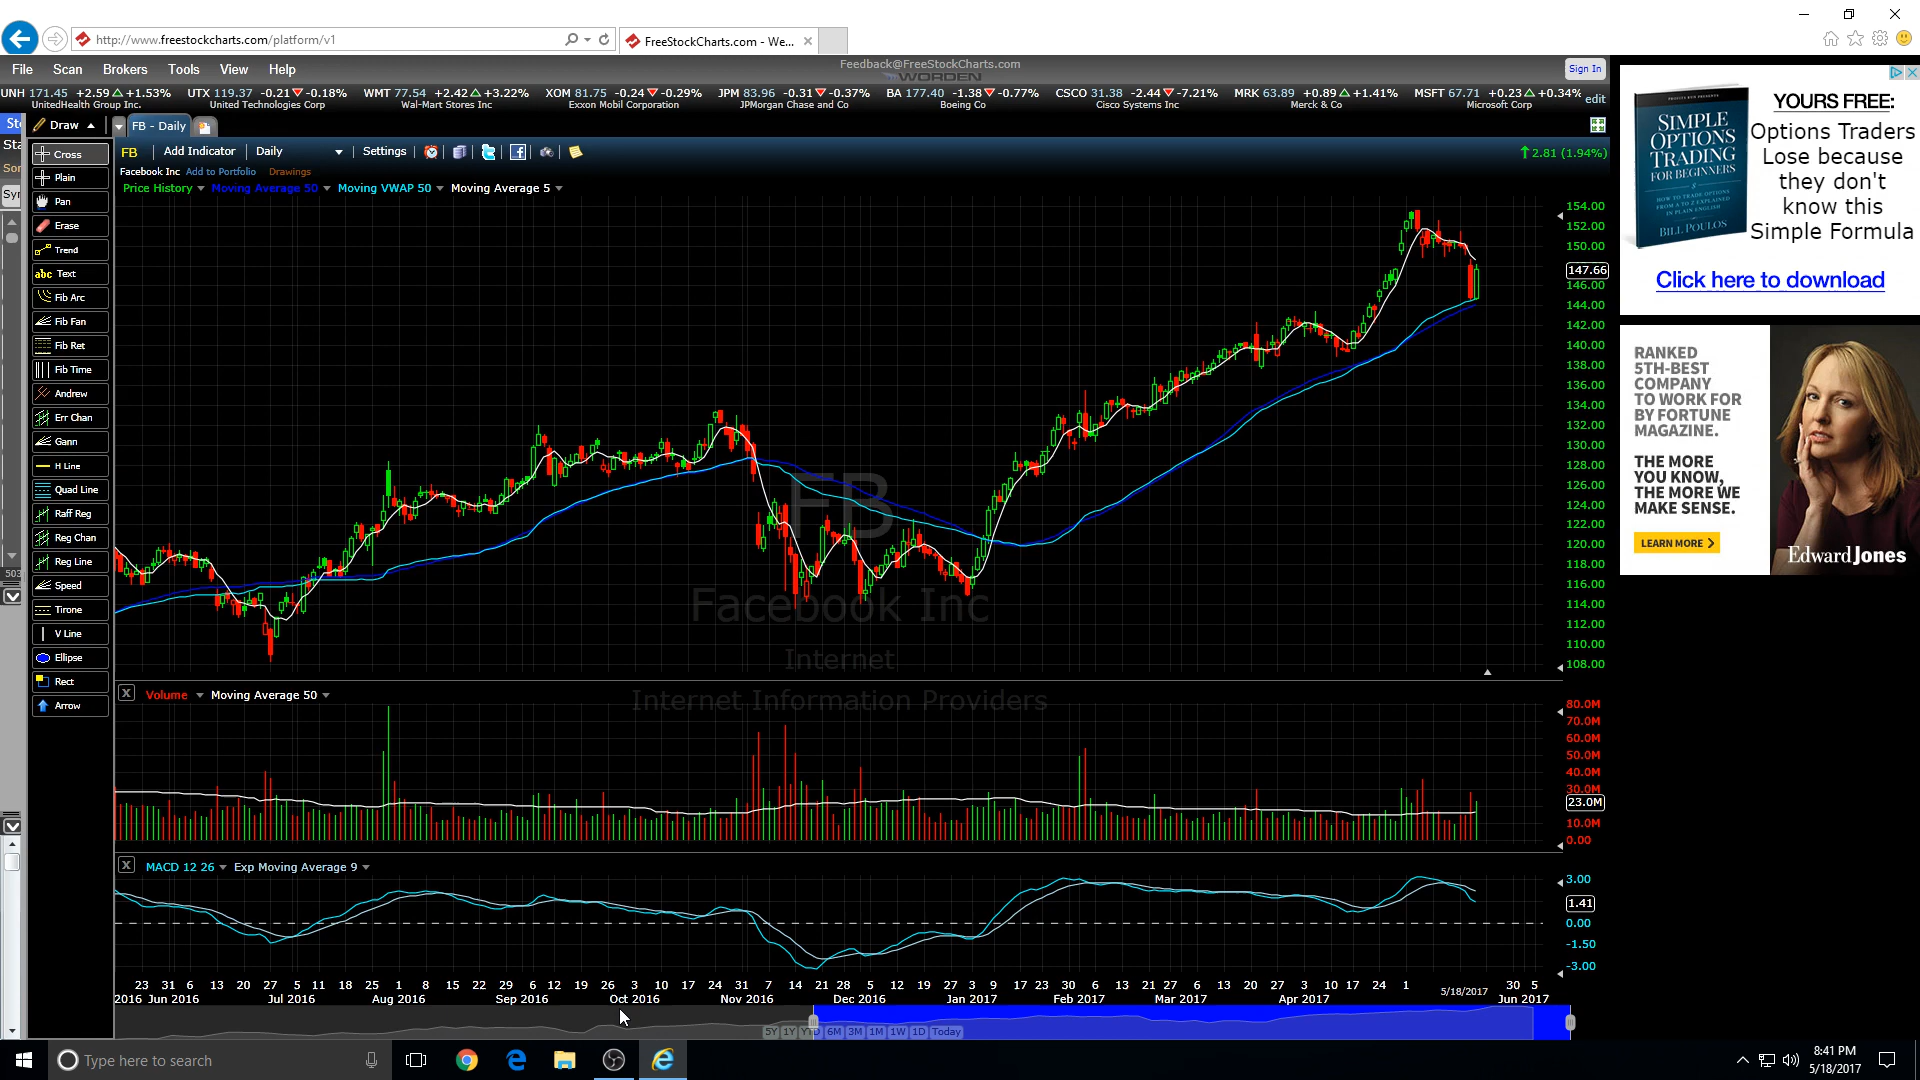 http://www.freestockcharts.com/platform/v1
FreeStockCharts.com - We...
File Scan Brokers Tools View Help
Feedback@FreeStockCharts.com
WORDEN
Sign In
UNH 171.45 +2.59 +1.53% UTX 119.37 -0.21 -0.18% WMT 77.54 +2.42 +3.22% XOM 81.75 -0.24 -0.29% JPM 83.96 -0.31 -0.37% BA 177.40 -1.38 -0.77% CSCO 31.38 -2.44 -7.21% MRK 63.89 +0.89 +1.41% MSFT 67.71 +0.23 +0.34%
UnitedHealth Group Inc. United Technologies Corp Wal-Mart Stores Inc Exxon Mobil Corporation JPMorgan Chase and Co Boeing Co Cisco Systems Inc Merck & Co Microsoft Corp edit
Draw FB - Daily
FB Add Indicator Daily Settings 2.81 (1.94%)
Facebook Inc Add to Portfolio Drawings
Price History Moving Average 50 Moving VWAP 50 Moving Average 5
Cross
Plain
Pan
Erase
Trend
abc Text
Fib Arc
Fib Fan
Fib Ret
Fib Time
Andrew
Err Chan
Gann
H Line
Quad Line
Raff Reg
Reg Chan
Reg Line
Speed
Tirone
V Line
Ellipse
Rect
Arrow
503
154.00
152.00
150.00
147.66
146.00
144.00
142.00
140.00
138.00
136.00
134.00
132.00
130.00
128.00
126.00
124.00
122.00
120.00
118.00
116.00
114.00
112.00
110.00
108.00
FB
Facebook Inc
Internet
Internet Information Providers
X Volume Moving Average 50
80.0M
70.0M
60.0M
50.0M
40.0M
30.0M
23.0M
10.0M
0.00
X MACD 12 26 Exp Moving Average 9
3.00
1.41
0.00
-1.50
-3.00
23 31 6 13 20 27 5 11 18 25 1 8 15 22 29 6 12 19 26 3 10 17 24 31 7 14 21 28 5 12 19 27 3 9 17 23 30 6 13 21 27 6 13 20 27 3 10 17 24 1 5/18/2017 30 5
2016 Jun 2016 Jul 2016 Aug 2016 Sep 2016 Oct 2016 Nov 2016 Dec 2016 Jan 2017 Feb 2017 Mar 2017 Apr 2017 Jun 2017
5Y 1Y YTD 6M 3M 1M 1W 1D Today
SIMPLE
OPTIONS
TRADING
FOR BEGINNERS
BILL POULOS
YOURS FREE:
Options Traders
Lose because
they don't
know this
Simple Formula
Click here to download
RANKED
5TH-BEST
COMPANY
TO WORK FOR
BY FORTUNE
MAGAZINE.
THE MORE
YOU KNOW,
THE MORE WE
MAKE SENSE.
LEARN MORE
Edward Jones
Type here to search
8:41 PM
5/18/2017